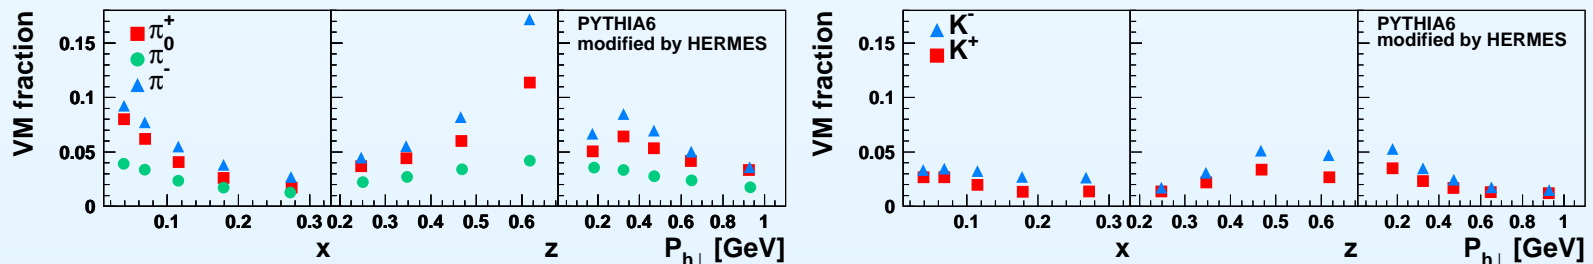 VM fraction
0.15
0.1
0.05
0
π+
π0
π-
PYTHIA6
modified by HERMES
0.1 0.2 0.3 0.2 0.3 0.4 0.5 0.6 0.2 0.4 0.6 0.8 1
x z P_h⊥ [GeV]
VM fraction
0.15
0.1
0.05
0
K-
K+
PYTHIA6
modified by HERMES
0.1 0.2 0.3 0.2 0.3 0.4 0.5 0.6 0.2 0.4 0.6 0.8 1
x z P_h⊥ [GeV]